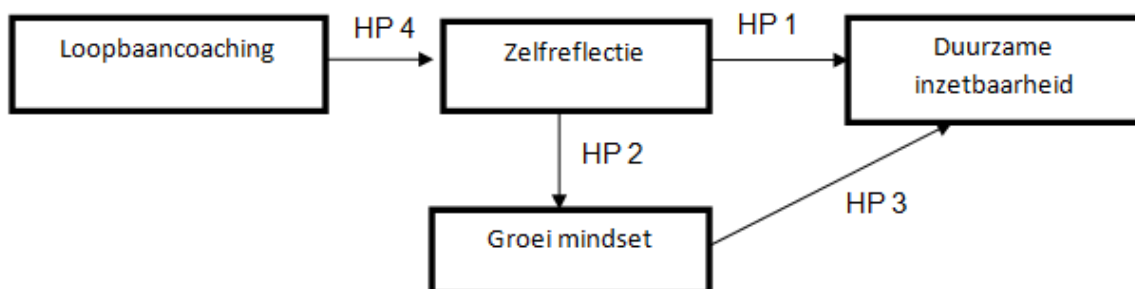 Loopbaancoaching
HP 4
Zelfreflectie
HP 1
Duurzame
inzetbaarheid
HP 2
HP 3
Groei mindset